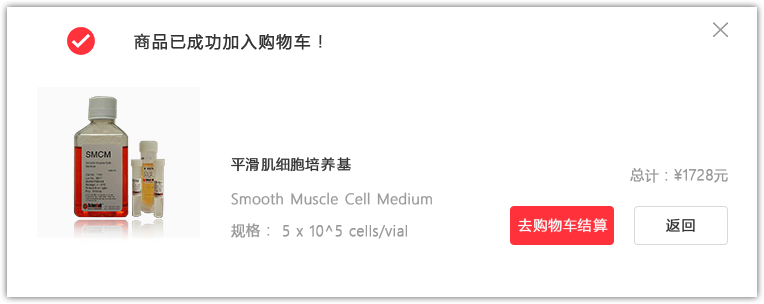 商品已成功加入购物车！
SMCM
平滑肌细胞培养基
Smooth Muscle Cell Medium
规格： 5 x 10^5 cells/vial
总计：¥1728元
去购物车结算
返回